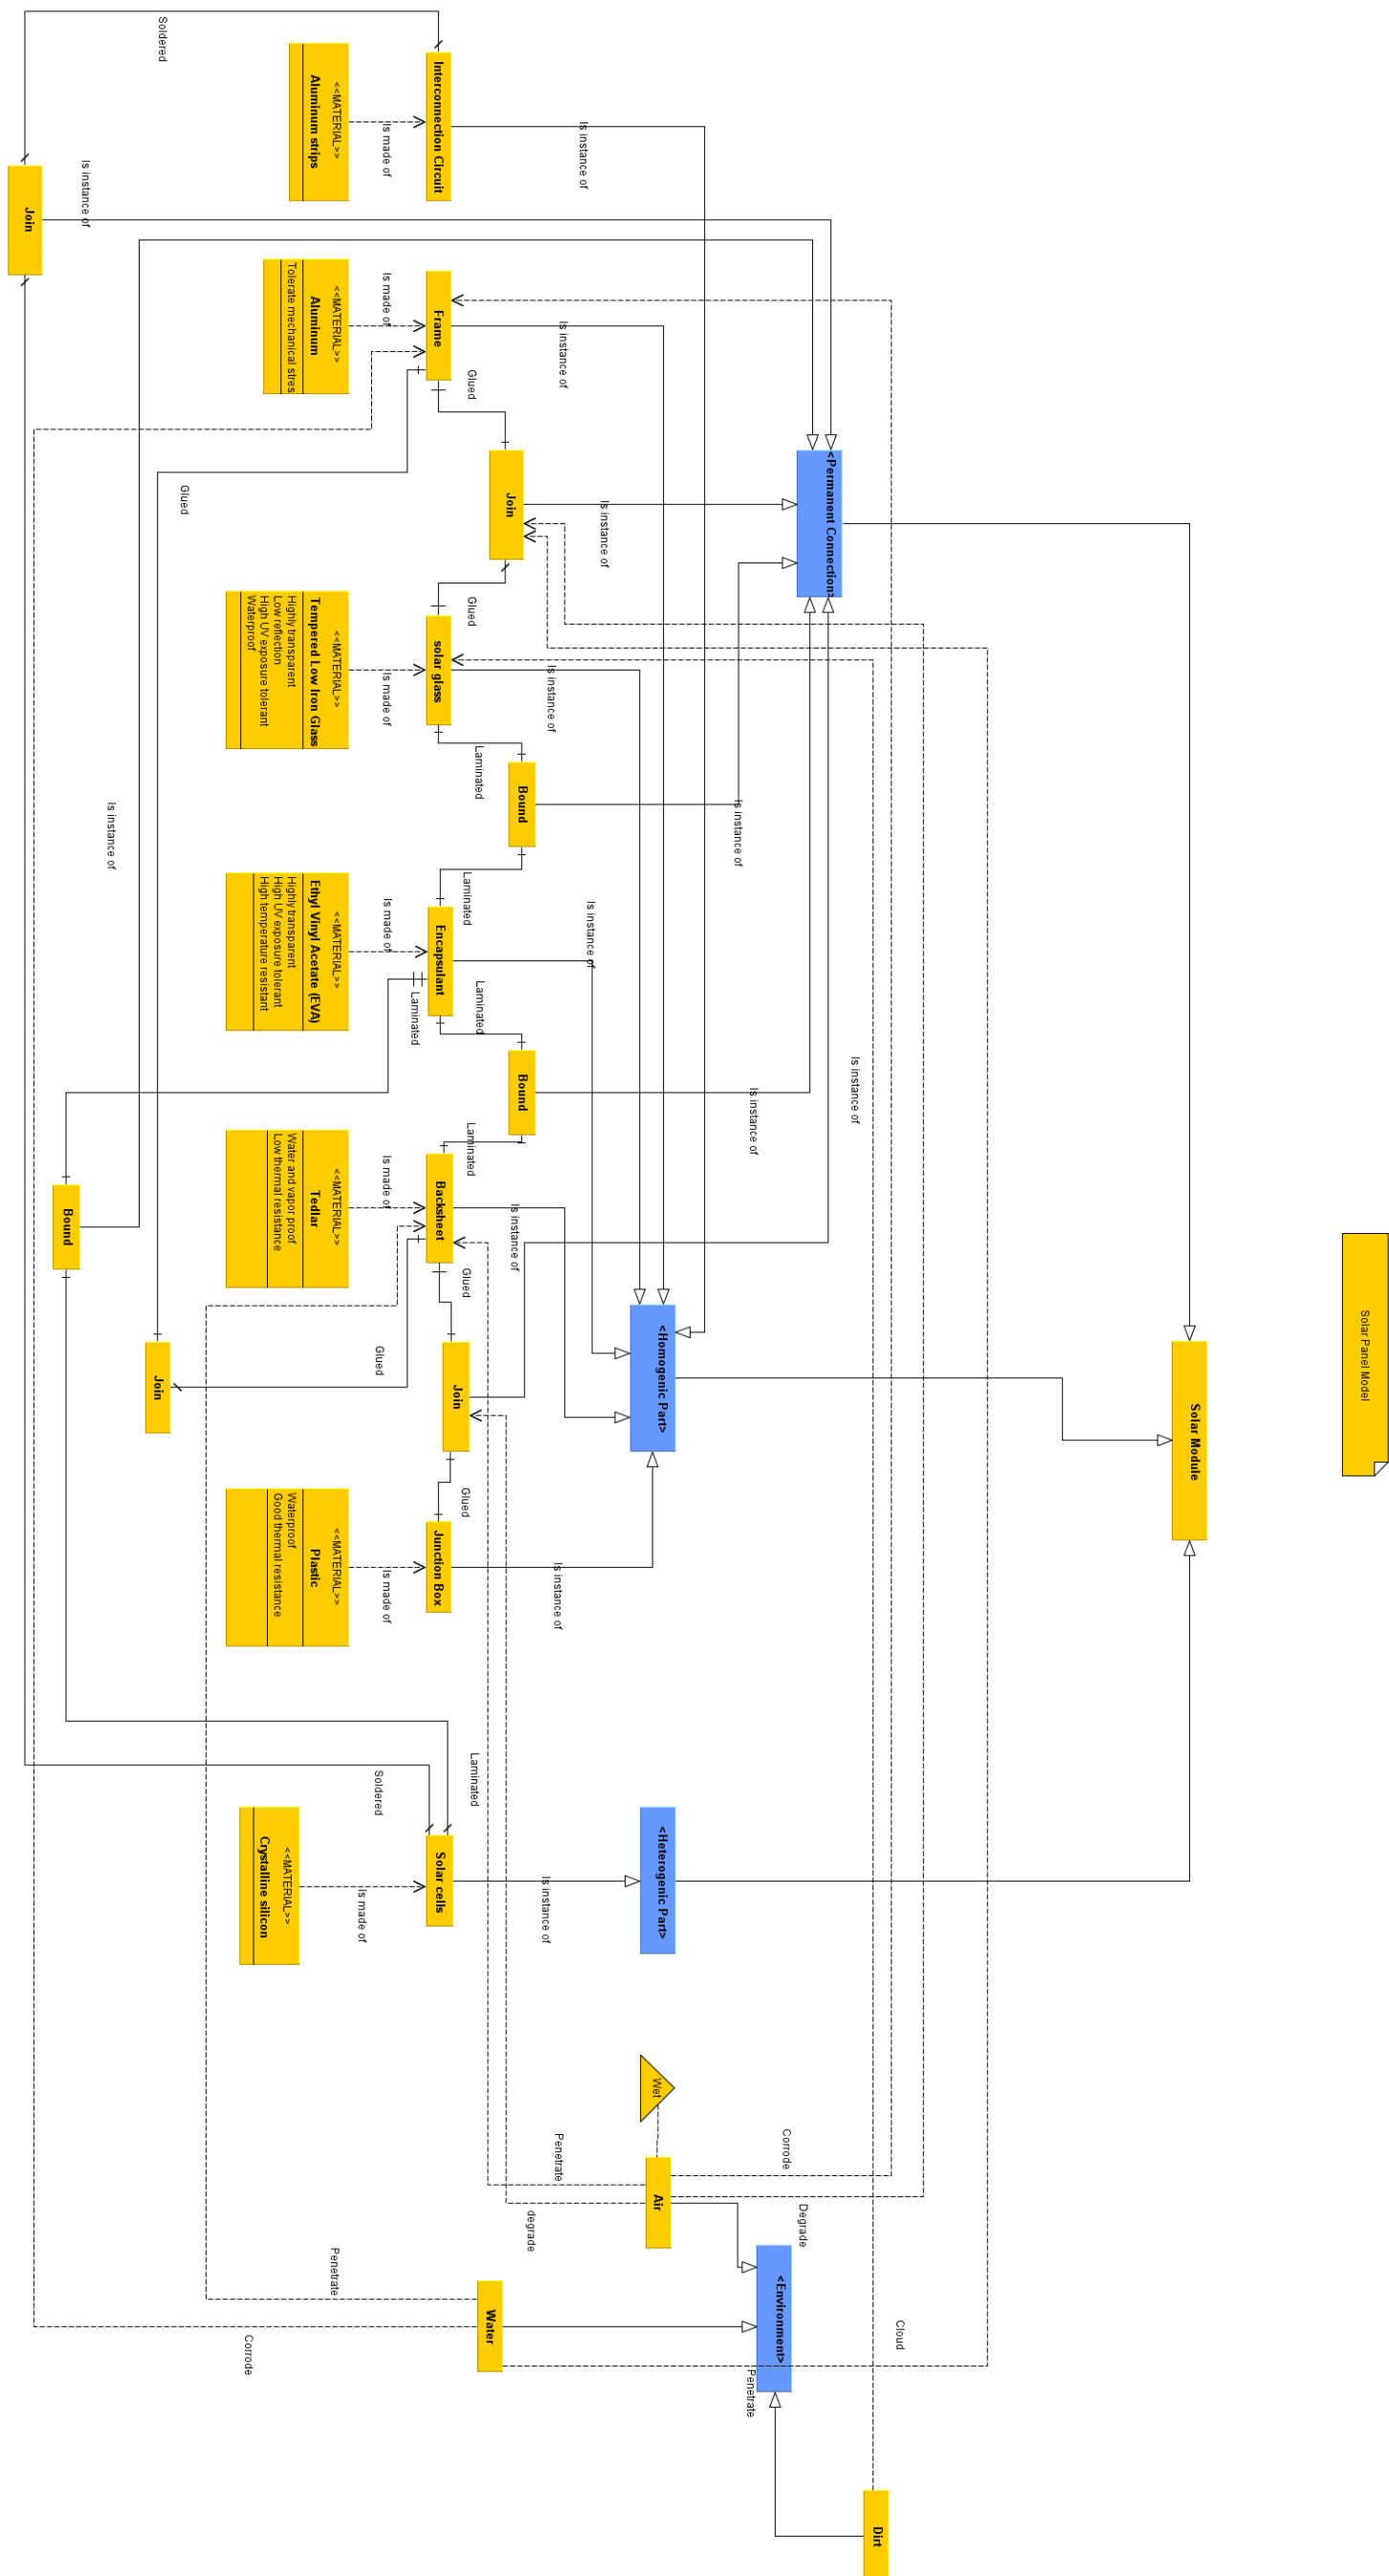 Solar Panel Model
Solar Module
<Permanent Connection>
<Homogenic Part>
<Heterogenic Part>
<Environment>
Dirt
Cloud
Corrode
Degrade
Penetrate
Is instance of
Is instance of
Is instance of
Is instance of
Is instance of
Is instance of
Is instance of
Is instance of
Is instance of
Is instance of
Is instance of
Is instance of
Is instance of
Wet
Air
Penetrate
degrade
Join
Bound
Bound
Water
Glued
Glued
Laminated
Laminated
Laminated
Laminated
Glued
Glued
Laminated
Join
Interconnection Circuit
Frame
solar glass
Encapsulant
Laminated
Backsheet
Junction Box
Solar cells
Is made of
Is made of
Is made of
Is made of
Is made of
Is made of
Is made of
Glued
Soldered
<<MATERIAL>>
Aluminum strips
<<MATERIAL>>
Aluminum
Tolerate mechanical stres
<<MATERIAL>>
Tempered Low Iron Glass
Highly transparent
Low reflection
High UV exposure tolerant
Waterproof
<<MATERIAL>>
Ethyl Vinyl Acetate (EVA)
Highly transparent
High UV exposure tolerant
High temperature resistant
<<MATERIAL>>
Tedlar
Water and vapor proof
Low thermal resistance
<<MATERIAL>>
Plastic
Waterproof
Good thermal resistance
<<MATERIAL>>
Crystalline silicon
Penetrate
Corrode
Glued
Soldered
Join
Is instance of
Is instance of
Bound
Join